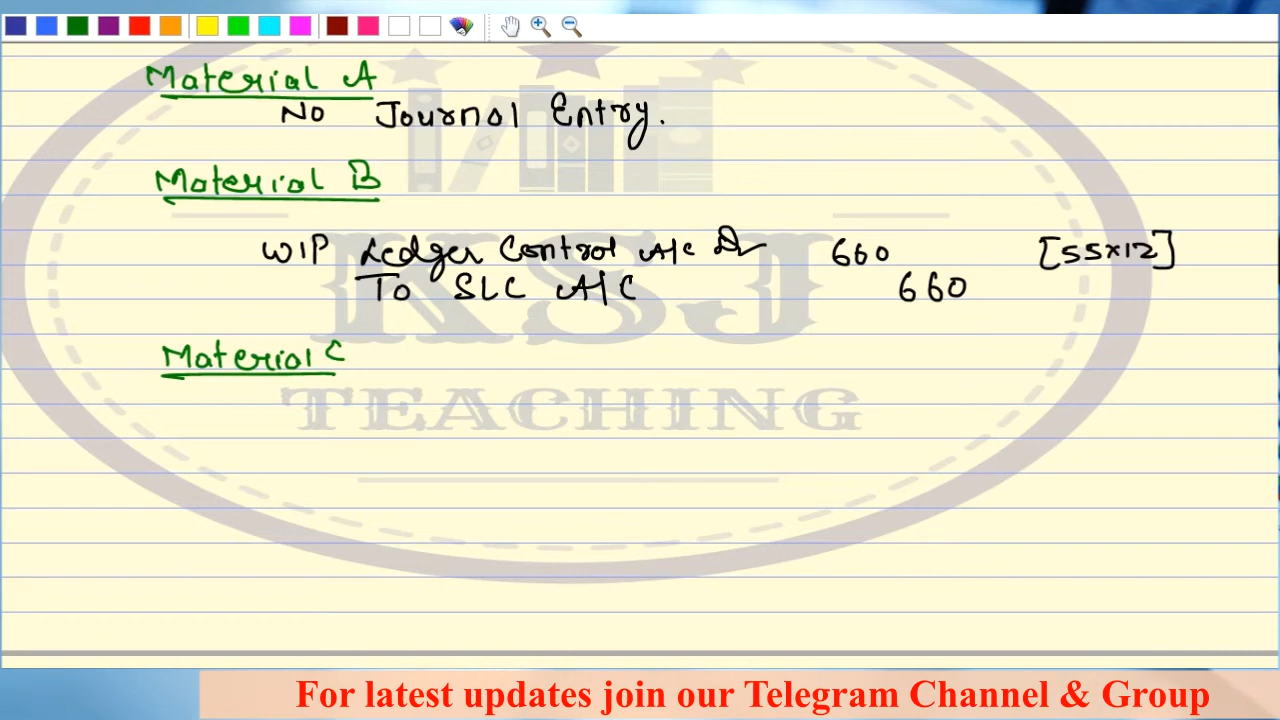 Material A
No Journal Entry.
Material B
WIP Ledger Control A/c Dr 660 [55x12]
To SLC A/C 660
Material C
KSJ
TEACHING
For latest updates join our Telegram Channel & Group